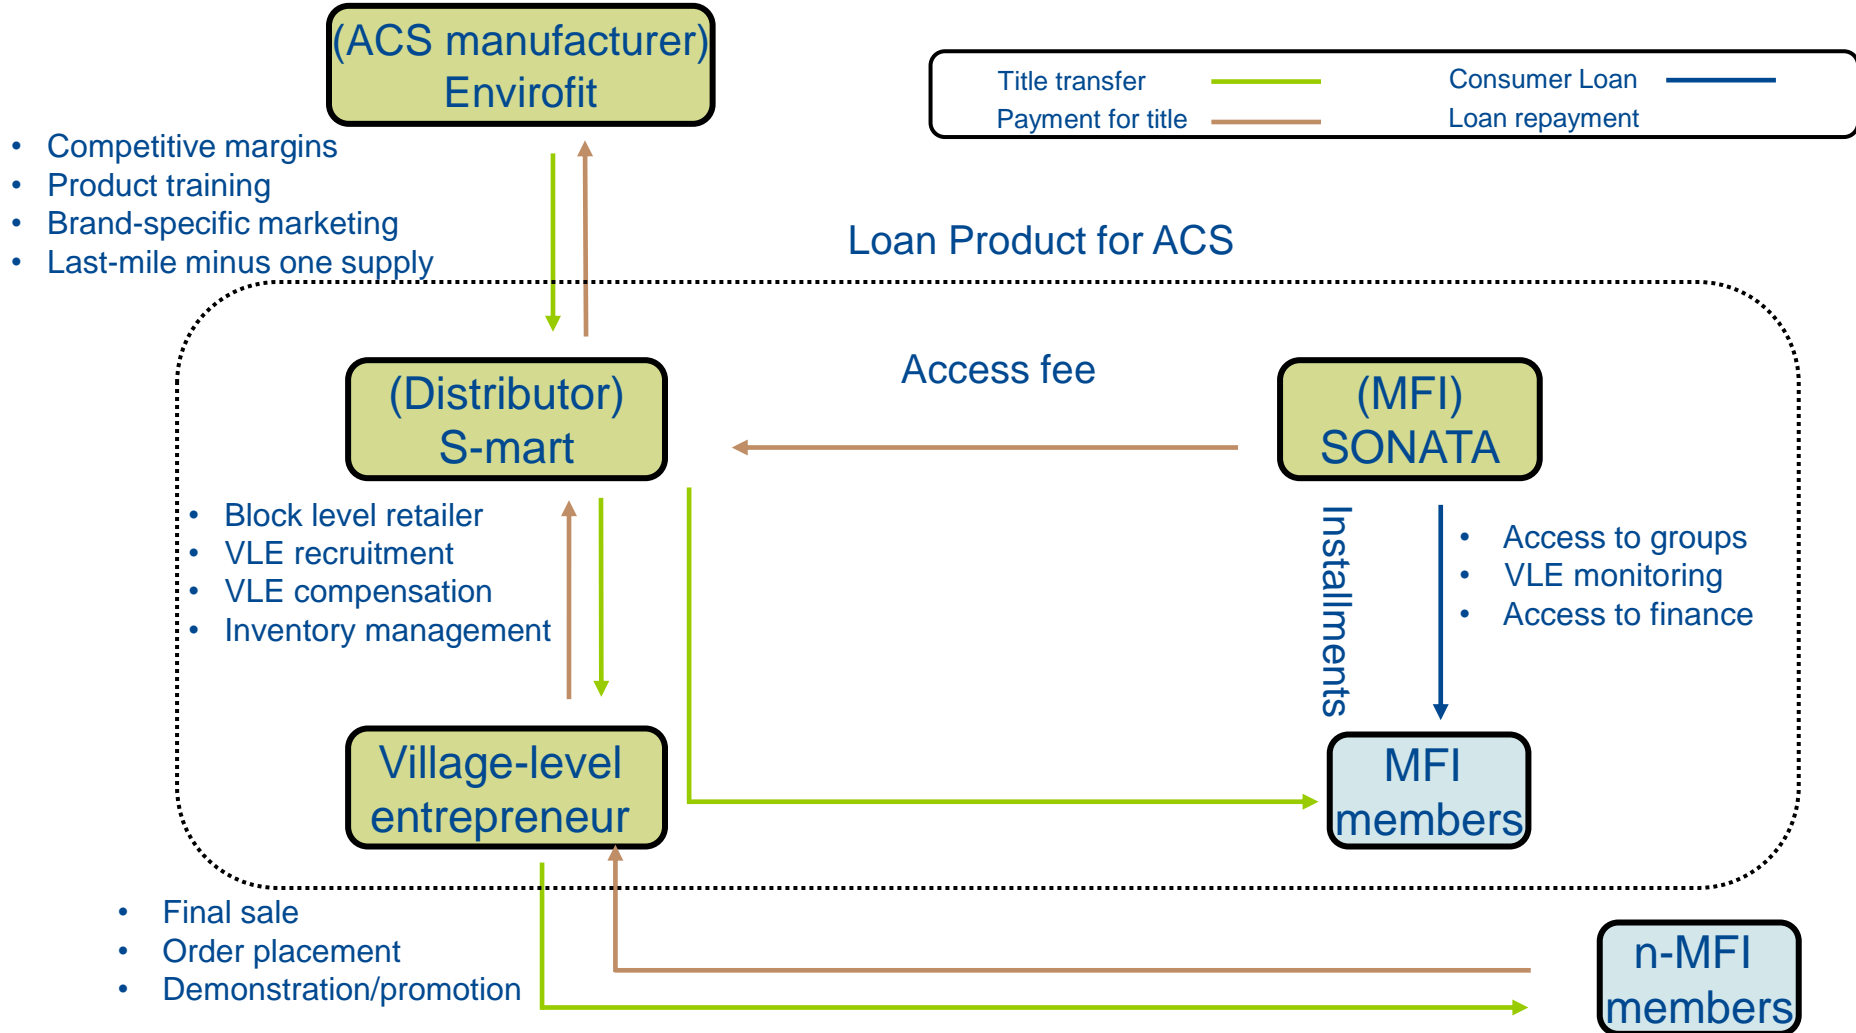 (ACS manufacturer)
Envirofit
Title transfer
Consumer Loan
Payment for title
Loan repayment
• Competitive margins
• Product training
• Brand-specific marketing
• Last-mile minus one supply
Loan Product for ACS
(Distributor)
S-mart
Access fee
(MFI)
SONATA
• Block level retailer
• VLE recruitment
• VLE compensation
• Inventory management
Installments
• Access to groups
• VLE monitoring
• Access to finance
Village-level
entrepreneur
MFI
members
• Final sale
• Order placement
• Demonstration/promotion
n-MFI
members